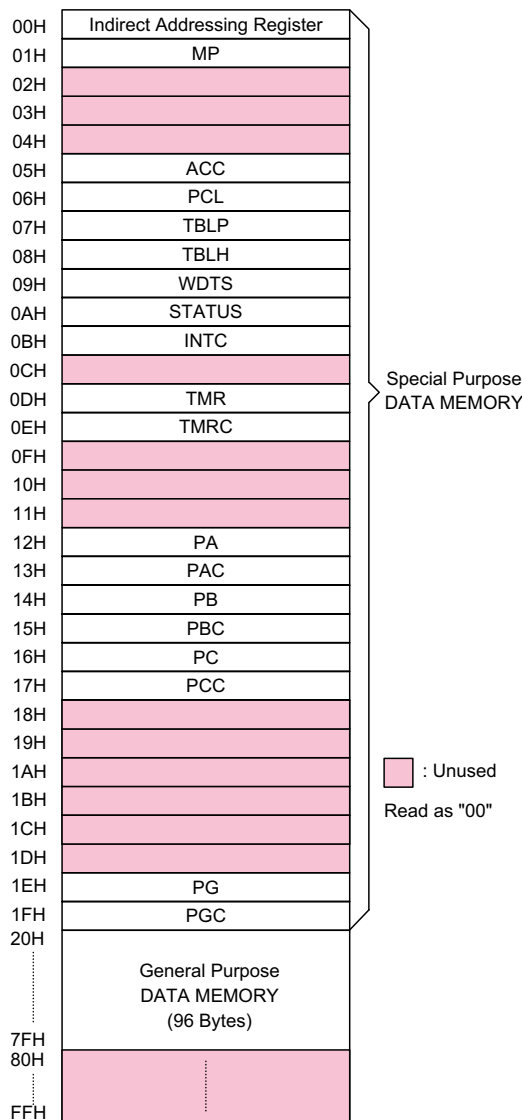 00H Indirect Addressing Register
01H MP
02H
03H
04H
05H ACC
06H PCL
07H TBLP
08H TBLH
09H WDTS
0AH STATUS
0BH INTC
0CH
0DH TMR
0EH TMRC
0FH
10H
11H
12H PA
13H PAC
14H PB
15H PBC
16H PC
17H PCC
18H
19H
1AH
1BH
1CH
1DH
1EH PG
1FH PGC
20H
General Purpose
DATA MEMORY
(96 Bytes)
7FH
80H
FFH
Special Purpose
DATA MEMORY
: Unused
Read as "00"